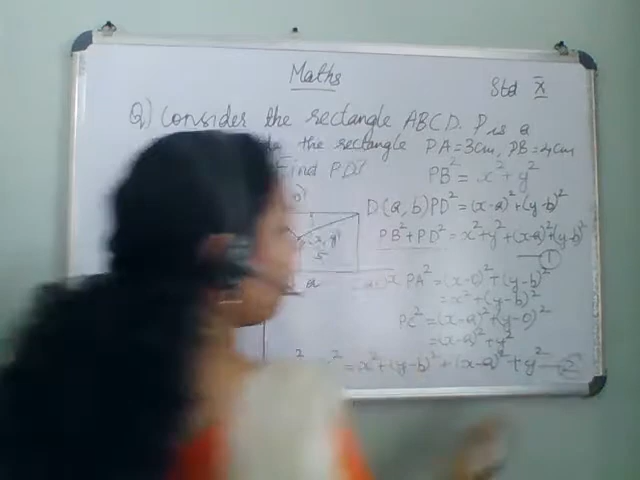 Maths
Std X
Q) Consider the rectangle ABCD. P is a
the rectangle PA=3cm, PB=4cm
Find PD?
PB² = x²+y²
D(a,b) PD² = (x-a)²+(y-b)²
PB²+PD² = x²+y²+(x-a)²+(y-b)²
1
PA² = (x-0)²+(y-b)²
= x²+(y-b)²
PC² = (x-a)²+(y-0)²
= (x-a)²+y²
= x²+(y-b)²+(x-a)²+y² — 2
5
a